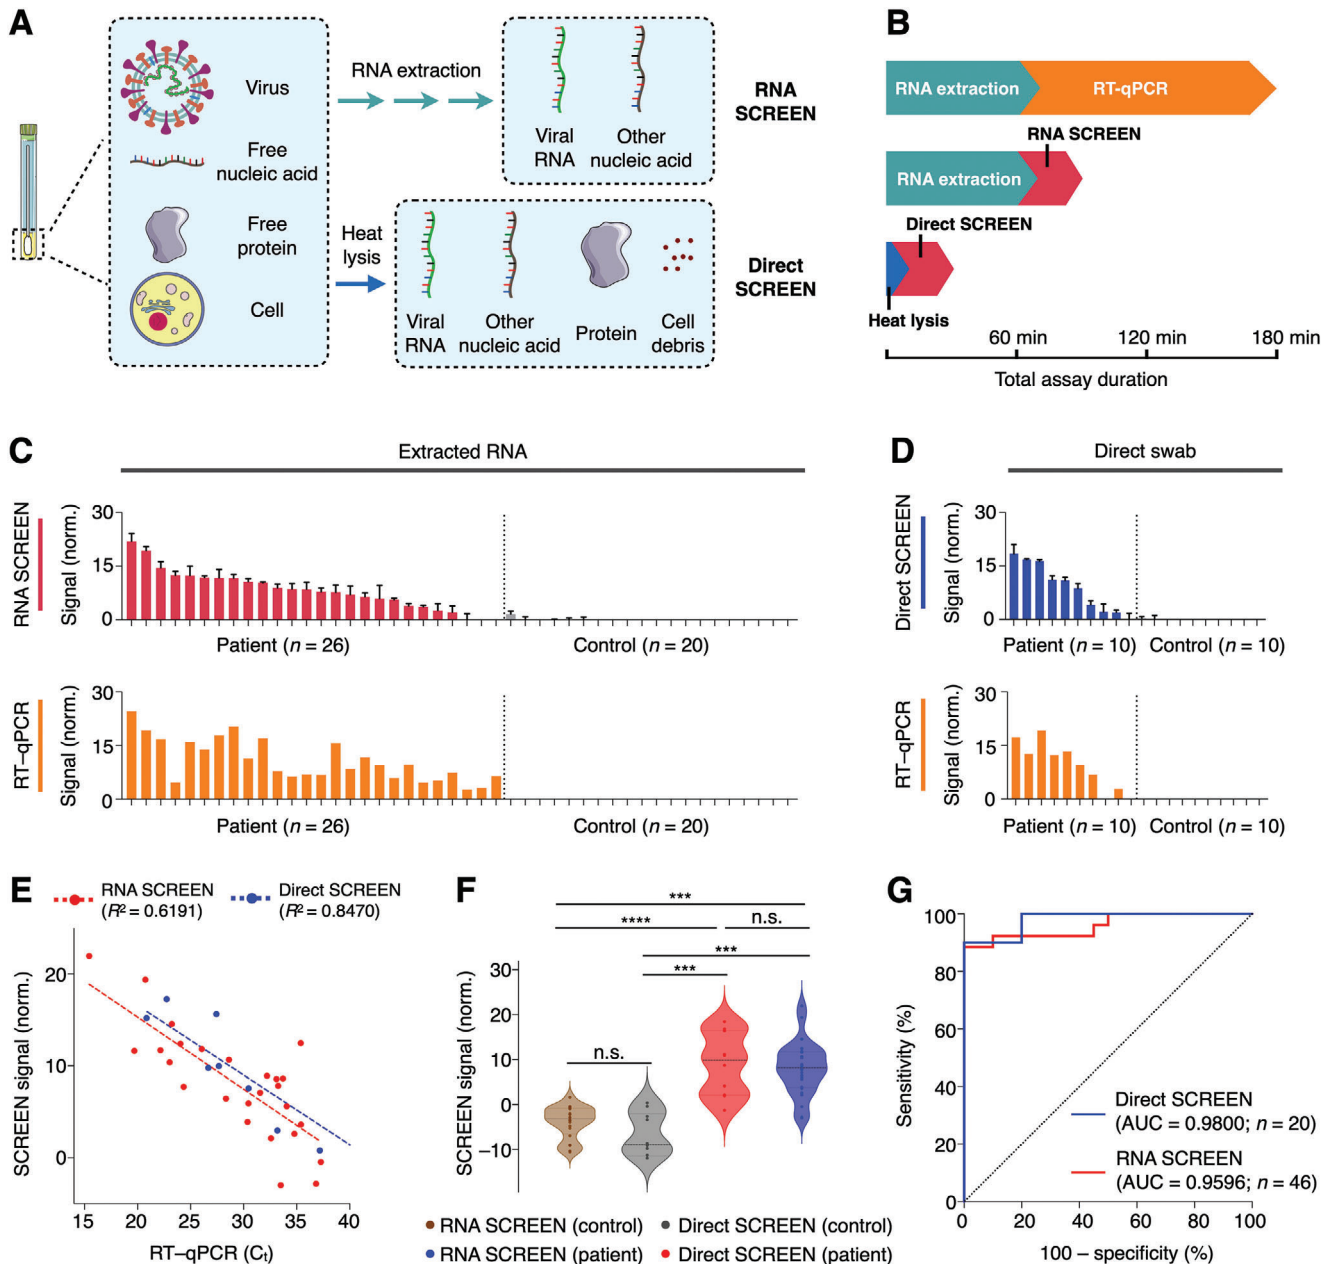 A
Virus
Free
nucleic acid
Free
protein
Cell
RNA extraction
Viral
RNA
Other
nucleic acid
RNA
SCREEN
Heat
lysis
Viral
RNA
Other
nucleic acid
Protein
Cell
debris
Direct
SCREEN
B
RNA extraction
RT-qPCR
RNA SCREEN
RNA extraction
Direct SCREEN
Heat lysis
60 min
120 min
180 min
Total assay duration
C
Extracted RNA
RNA SCREEN
Signal (norm.)
30
15
0
Patient (n = 26)
Control (n = 20)
RT–qPCR
Signal (norm.)
30
15
0
Patient (n = 26)
Control (n = 20)
D
Direct swab
Direct SCREEN
Signal (norm.)
30
15
0
Patient (n = 10)
Control (n = 10)
RT–qPCR
Signal (norm.)
30
15
0
Patient (n = 10)
Control (n = 10)
E
RNA SCREEN
(R² = 0.6191)
Direct SCREEN
(R² = 0.8470)
SCREEN signal (norm.)
20
10
0
15
20
25
30
35
40
RT–qPCR (Cₜ)
F
***
****
n.s.
***
***
n.s.
SCREEN signal (norm.)
30
20
10
0
–10
RNA SCREEN (control)
Direct SCREEN (control)
RNA SCREEN (patient)
Direct SCREEN (patient)
G
Sensitivity (%)
100
80
60
40
20
0
Direct SCREEN
(AUC = 0.9800; n = 20)
RNA SCREEN
(AUC = 0.9596; n = 46)
0
20
40
60
80
100
100 – specificity (%)